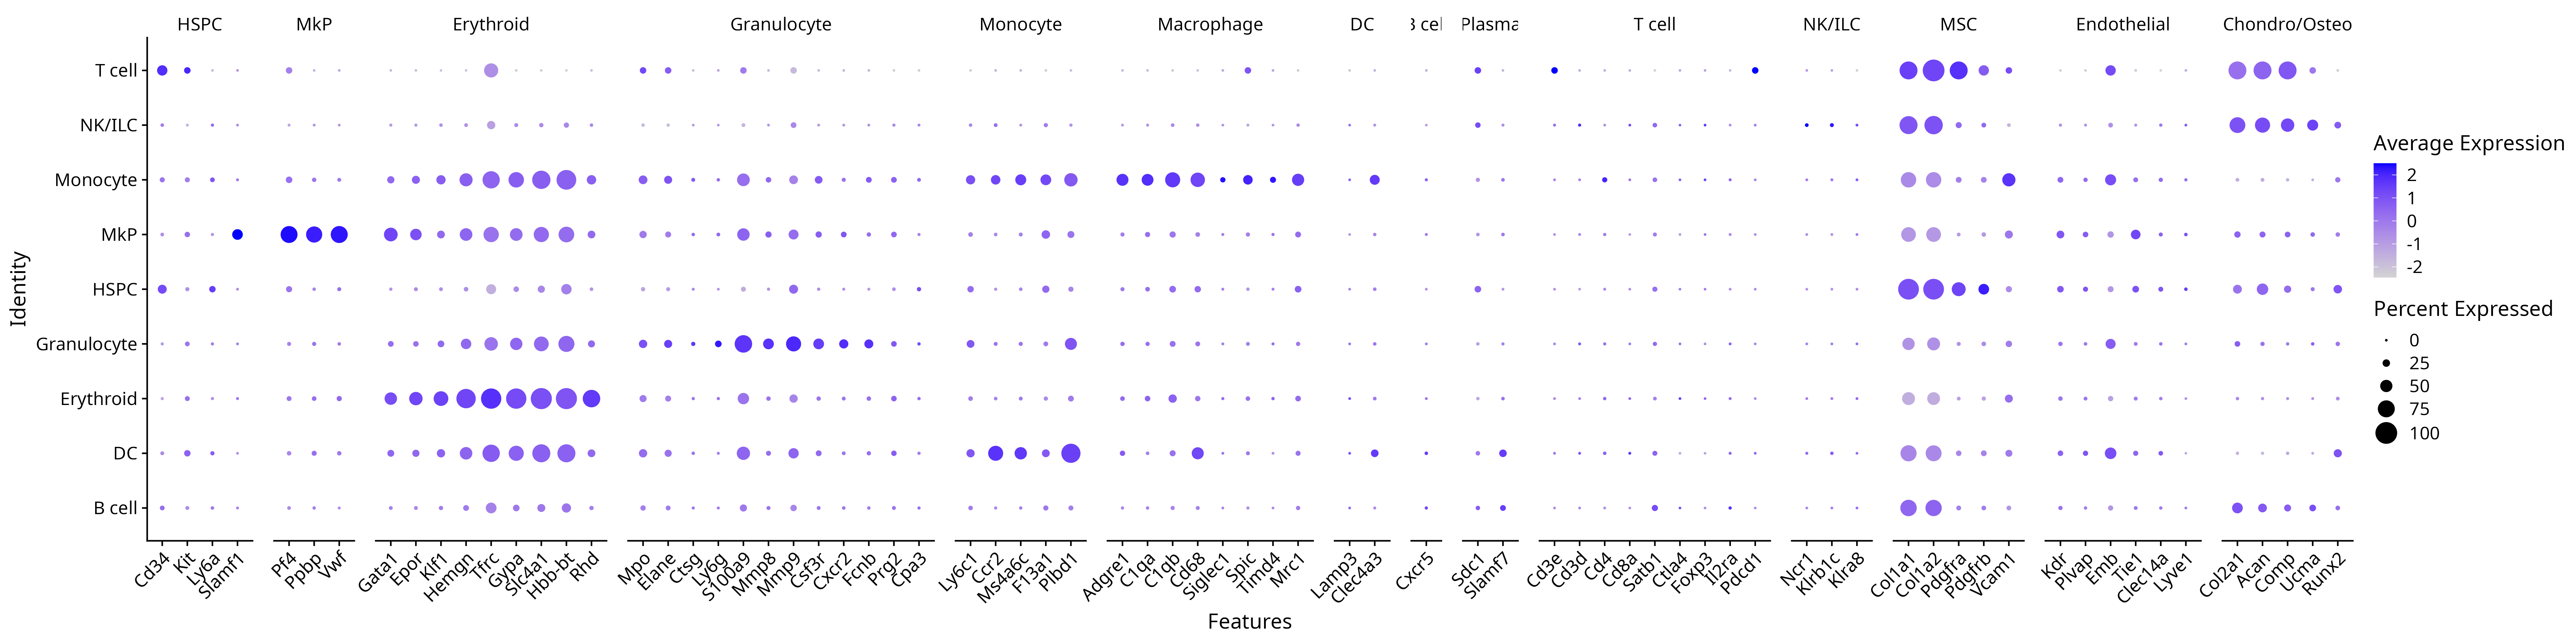 HSPC MkP Erythroid Granulocyte Monocyte Macrophage DC 3 cel Plasma T cell NK/ILC MSC Endothelial Chondro/Osteo
T cell
NK/ILC
Monocyte
MkP
HSPC
Granulocyte
Erythroid
DC
B cell
Identity
Cd34 Kit Ly6a Slamf1 Pf4 Ppbp Vwf Gata1 Epor Klf1 Hemgn Tfrc Gypa Slc4a1 Hbb-bt Rhd Mpo Elane Ctsg Ly6g S100a9 Mmp8 Mmp9 Csf3r Cxcr2 Fcnb Prg2 Cpa3 Ly6c1 Ccr2 Ms4a6c F13a1 Plbd1 Adgre1 C1qa C1qb Cd68 Siglec1 Spic Timd4 Mrc1 Lamp3 Clec4a3 Cxcr5 Sdc1 Slamf7 Cd3e Cd3d Cd4 Cd8a Satb1 Ctla4 Foxp3 Il2ra Pdcd1 Ncr1 Klrb1c Klra8 Col1a1 Col1a2 Pdgfra Pdgfrb Vcam1 Kdr Plvap Emb Tie1 Clec14a Lyve1 Col2a1 Acan Comp Ucma Runx2
Features
Average Expression
2
1
0
-1
-2
Percent Expressed
0
25
50
75
100